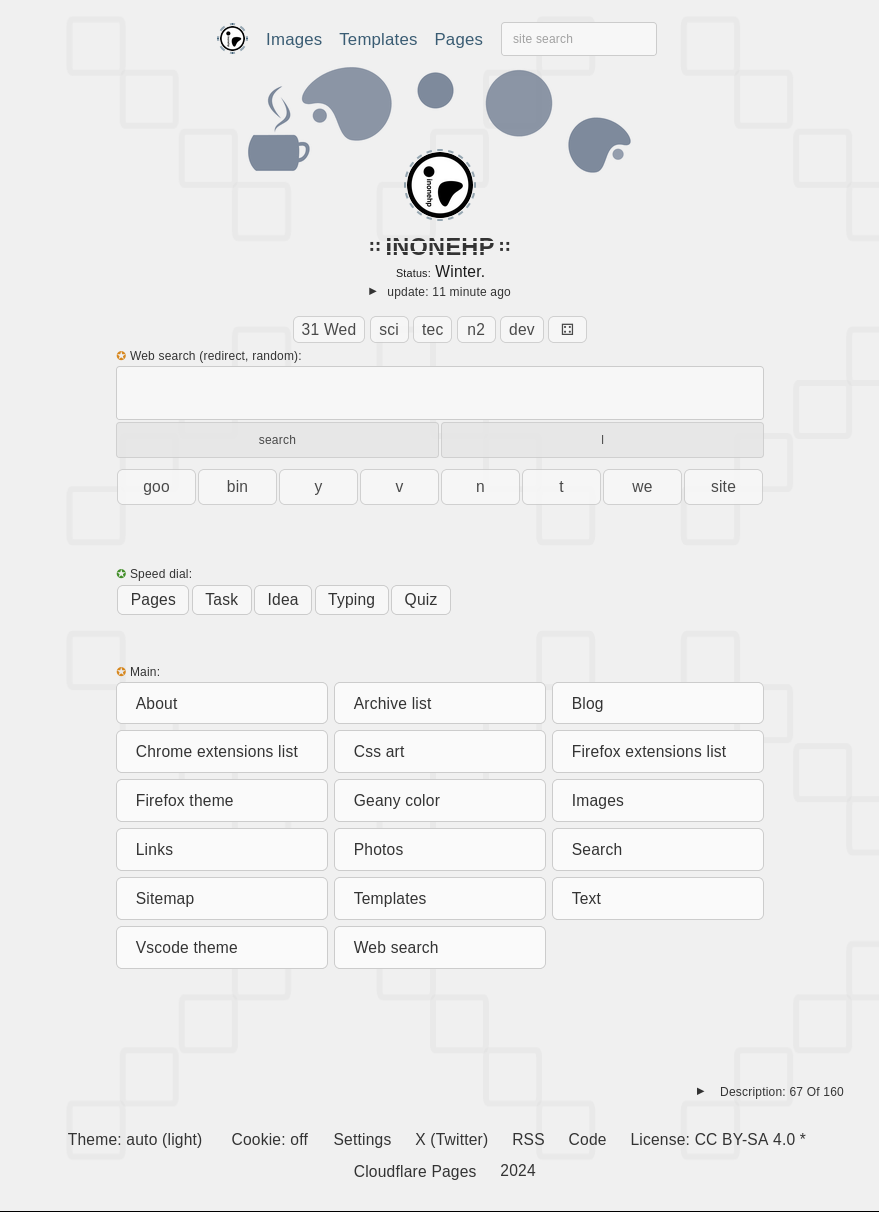 Images Templates Pages site search
inonehp
:: INONEHP ::
Status: Winter.
► update: 11 minute ago
31 Wed sci tec n2 dev ⚃
✪ Web search (redirect, random):
search l
goo bin y v n t we site
✪ Speed dial:
Pages Task Idea Typing Quiz
✪ Main:
About Archive list Blog
Chrome extensions list Css art Firefox extensions list
Firefox theme Geany color Images
Links Photos Search
Sitemap Templates Text
Vscode theme Web search
► Description: 67 Of 160
Theme: auto (light) Cookie: off Settings X (Twitter) RSS Code License: CC BY-SA 4.0 *
Cloudflare Pages 2024